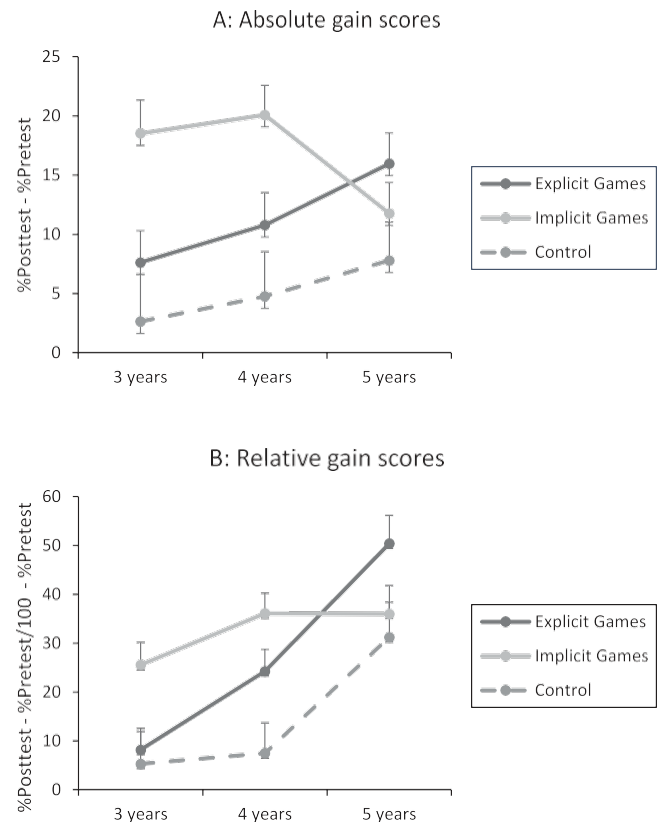 A: Absolute gain scores
%Posttest - %Pretest
25
20
15
10
5
0
3 years
4 years
5 years
Explicit Games
Implicit Games
Control
B: Relative gain scores
%Posttest - %Pretest/100 - %Pretest
60
50
40
30
20
10
0
3 years
4 years
5 years
Explicit Games
Implicit Games
Control